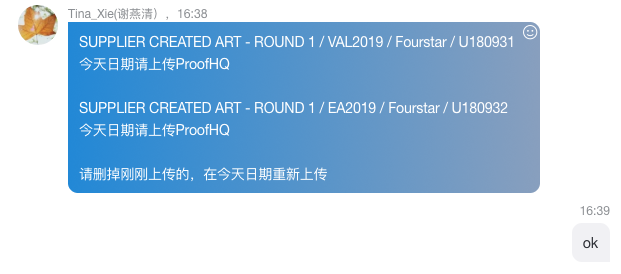 Tina_Xie(谢燕清)，16:38
SUPPLIER CREATED ART - ROUND 1 / VAL2019 / Fourstar / U180931
今天日期请上传ProofHQ
SUPPLIER CREATED ART - ROUND 1 / EA2019 / Fourstar / U180932
今天日期请上传ProofHQ
请删掉刚刚上传的，在今天日期重新上传
16:39
ok